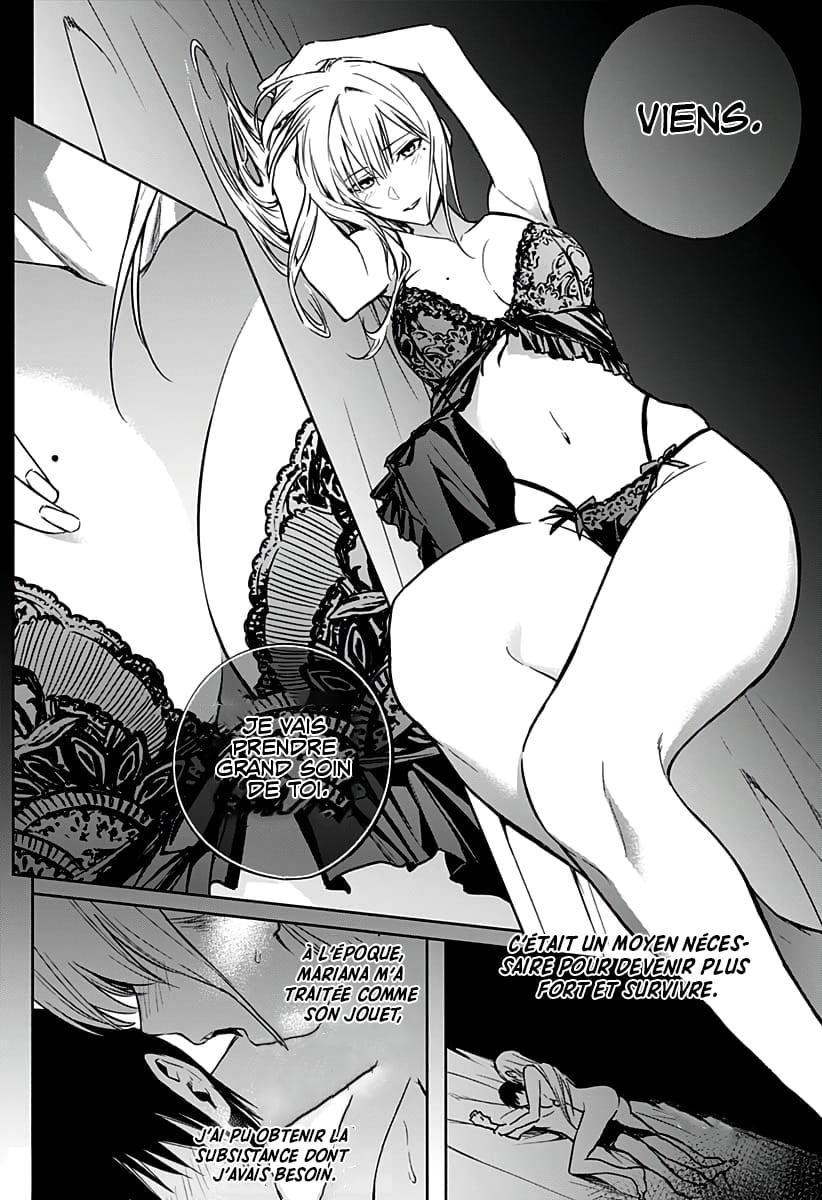 VIENS.
JE VAIS
PRENDRE
GRAND SOIN
DE TOI.
C'ÉTAIT UN MOYEN NÉCES-
SAIRE POUR DEVENIR PLUS
FORT ET SURVIVRE.
À L'ÉPOQUE,
MARIANA M'A
TRAITÉE COMME
SON JOUET,
J'AI PU OBTENIR LA
SUBSISTANCE DONT
J'AVAIS BESOIN.